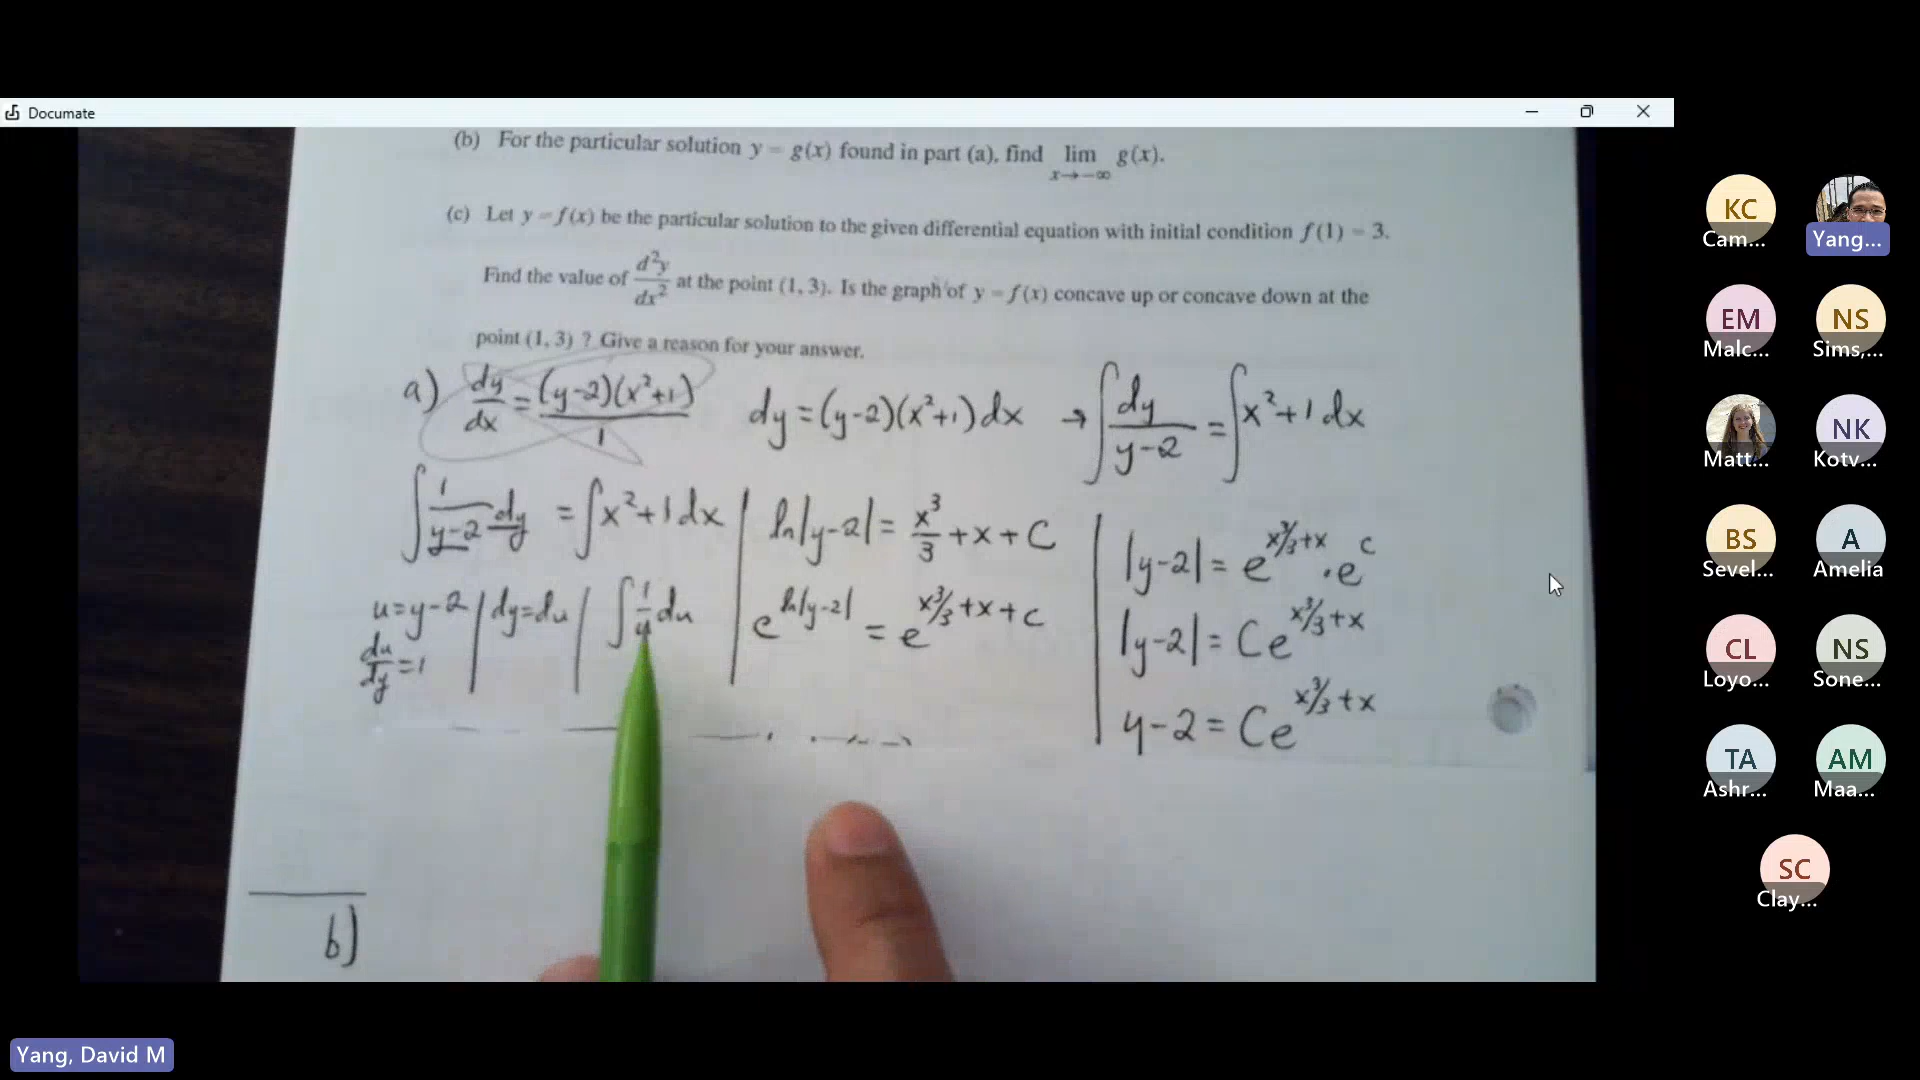 Documate
(b) For the particular solution y = g(x) found in part (a), find lim g(x).
x→-∞
(c) Let y = f(x) be the particular solution to the given differential equation with initial condition f(1) = 3.
Find the value of d²y/dx² at the point (1, 3). Is the graph of y = f(x) concave up or concave down at the
point (1, 3) ? Give a reason for your answer.
a) dy/dx = (y-2)(x²+1)/1   dy = (y-2)(x²+1)dx → ∫ dy/(y-2) = ∫ x²+1 dx
∫ 1/(y-2) dy = ∫ x²+1 dx | ln|y-2| = x³/3 + x + C
u = y-2 | dy = du | ∫ 1/u du | e^(ln|y-2|) = e^(x³/3+x+c)
du/dy = 1
|y-2| = e^(x³/3+x) · e^c
|y-2| = Ce^(x³/3+x)
y-2 = Ce^(x³/3+x)
b)
KC
Cam...
Yang...
EM
Malc...
NS
Sims,...
Matt...
NK
Kotv...
BS
Sevel...
A
Amelia
CL
Loyo...
NS
Sone...
TA
Ashr...
AM
Maa...
SC
Clay...
Yang, David M